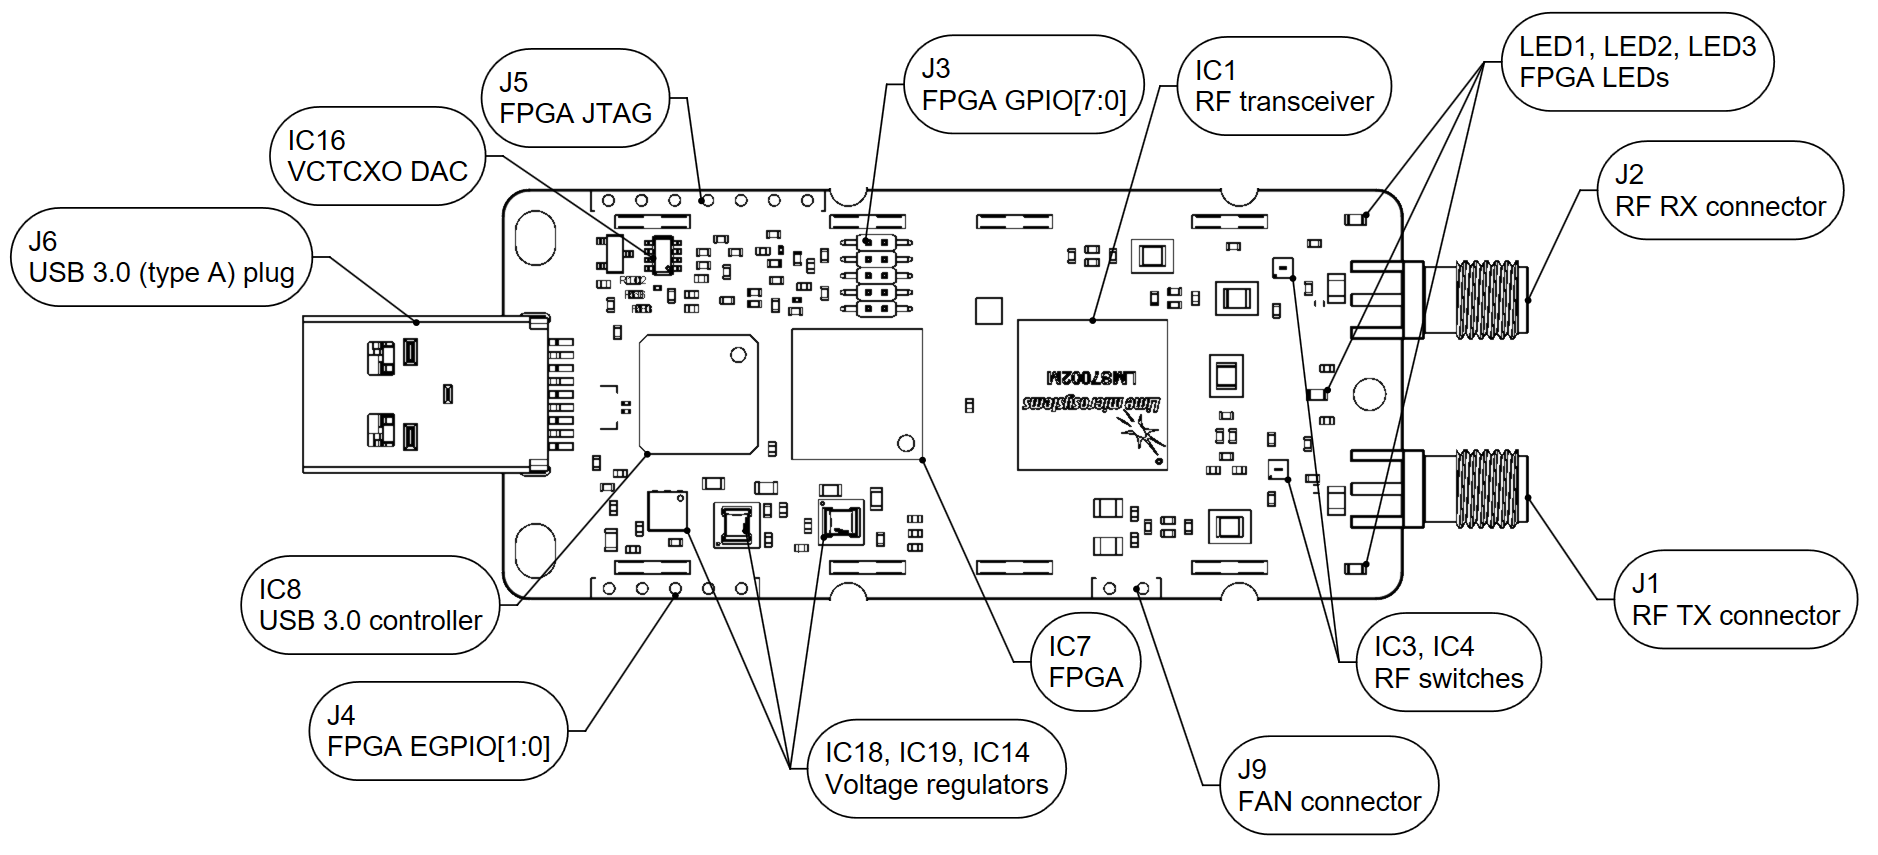 LED1, LED2, LED3
FPGA LEDs
J3
FPGA GPIO[7:0]
IC1
RF transceiver
J5
FPGA JTAG
IC16
VCTCXO DAC
J2
RF RX connector
J6
USB 3.0 (type A) plug
LMS7002M
Lime microsystems
IC8
USB 3.0 controller
J1
RF TX connector
IC7
FPGA
IC3, IC4
RF switches
J4
FPGA EGPIO[1:0]
IC18, IC19, IC14
Voltage regulators
J9
FAN connector